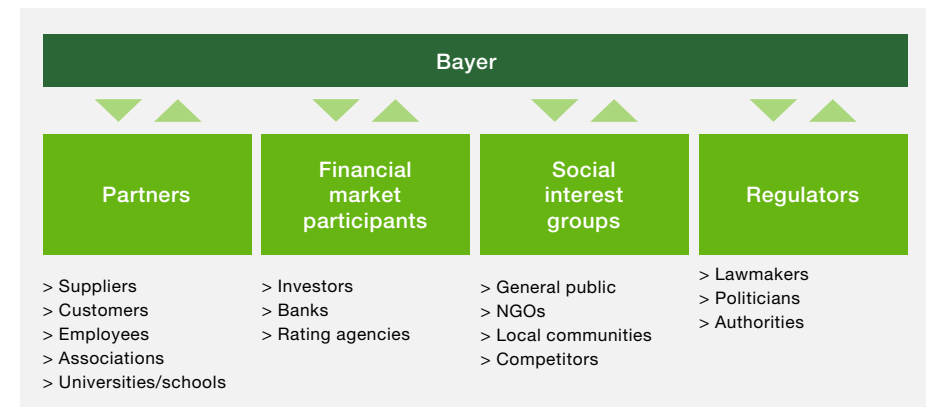 Bayer
Partners
Financial
market
participants
Social
interest
groups
Regulators
> Suppliers
> Customers
> Employees
> Associations
> Universities/schools
> Investors
> Banks
> Rating agencies
> General public
> NGOs
> Local communities
> Competitors
> Lawmakers
> Politicians
> Authorities